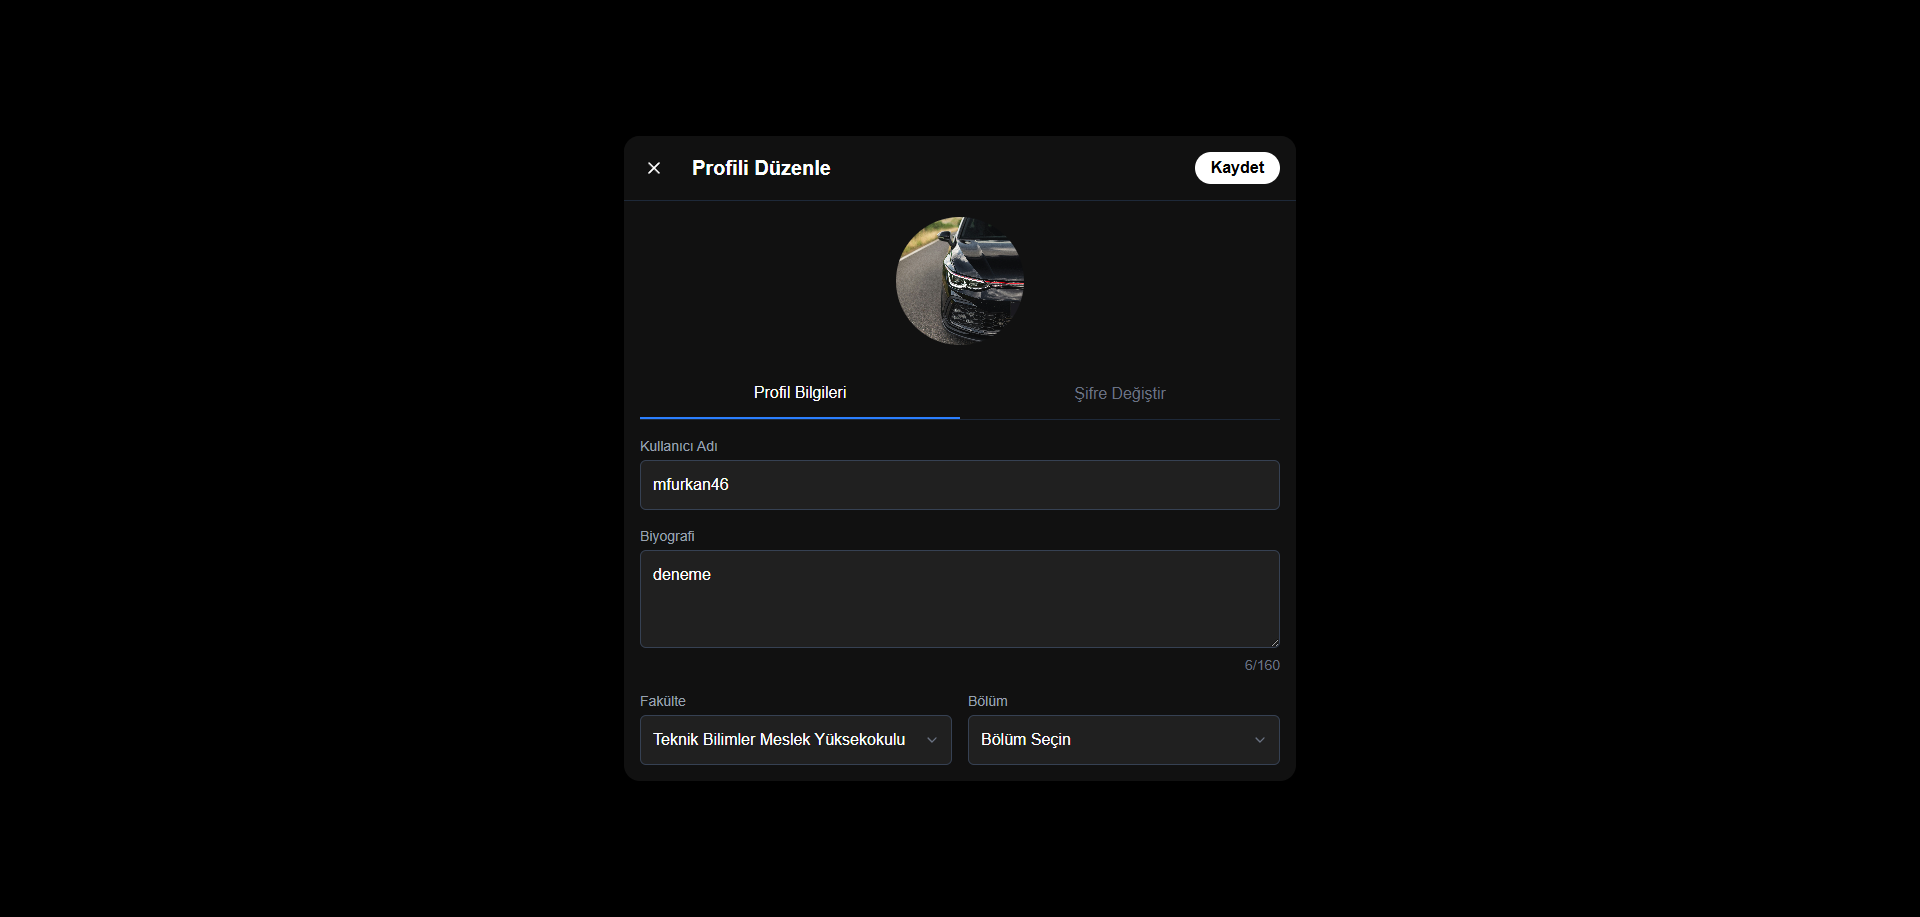 Profili Düzenle
Kaydet
Profil Bilgileri
Şifre Değiştir
Kullanıcı Adı
mfurkan46
Biyografi
deneme
6/160
Fakülte
Bölüm
Teknik Bilimler Meslek Yüksekokulu
Bölüm Seçin